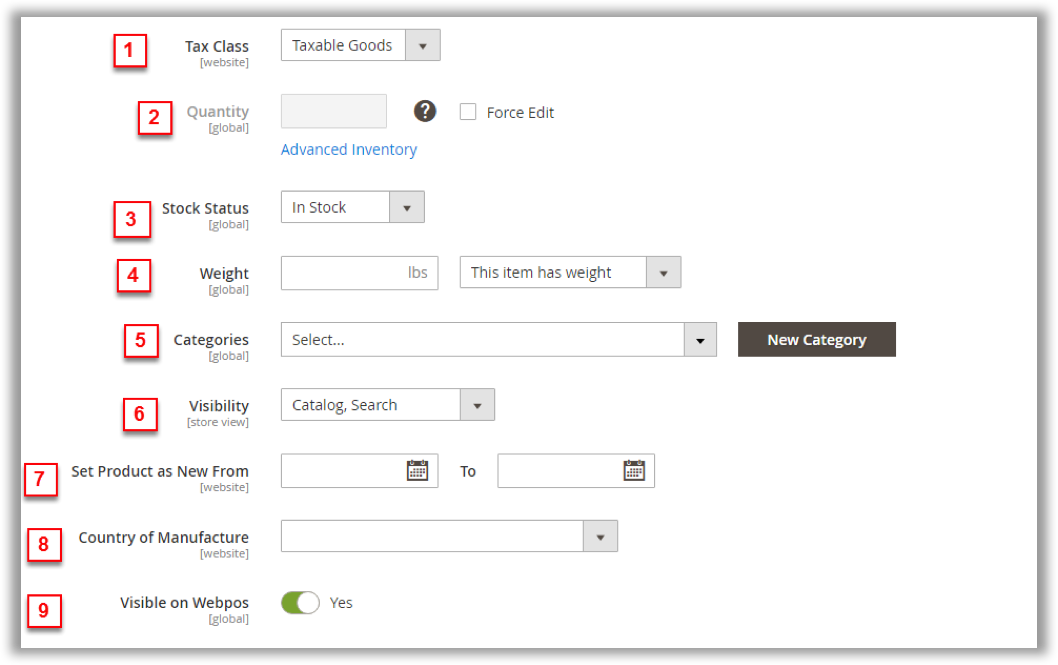 1 Tax Class Taxable Goods
[website]
2 Quantity Force Edit
[global]
Advanced Inventory
3 Stock Status In Stock
[global]
4 Weight lbs This item has weight
[global]
5 Categories Select... New Category
[global]
6 Visibility Catalog, Search
[store view]
7 Set Product as New From To
[website]
8 Country of Manufacture
[website]
9 Visible on Webpos Yes
[global]